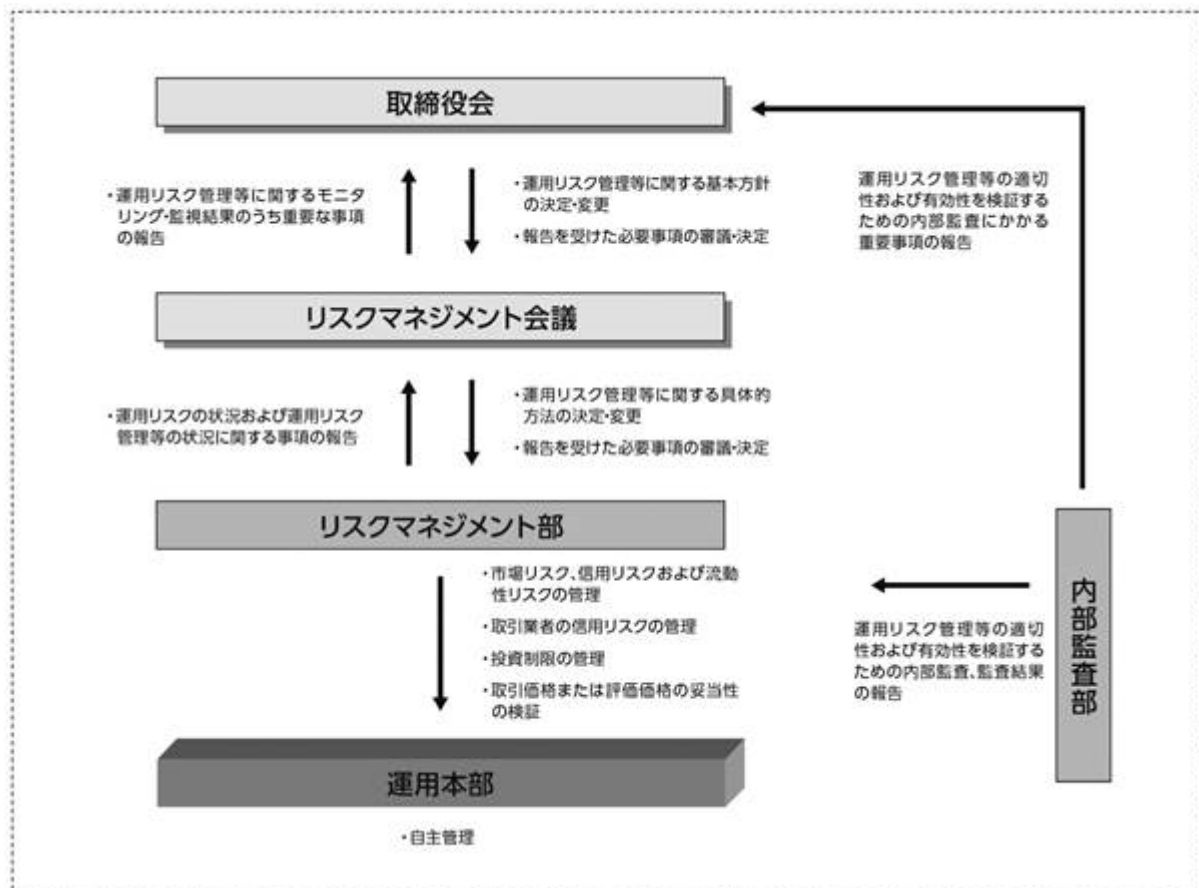 取締役会
・運用リスク管理等に関するモニタ
リング・監視結果のうち重要な事項
の報告
・運用リスク管理等に関する基本方針
の決定・変更
・報告を受けた必要事項の審議・決定
運用リスク管理等の適切
性および有効性を検証する
ための内部監査にかかる
重要事項の報告
リスクマネジメント会議
・運用リスクの状況および運用リスク
管理等の状況に関する事項の報告
・運用リスク管理等に関する具体的
方法の決定・変更
・報告を受けた必要事項の審議・決定
リスクマネジメント部
・市場リスク、信用リスクおよび流動
性リスクの管理
・取引業者の信用リスクの管理
・投資制限の管理
・取引価格または評価価格の妥当性
の検証
運用リスク管理等の適切
性および有効性を検証する
ための内部監査、監査結果
の報告
内部監査部
運用本部
・自主管理